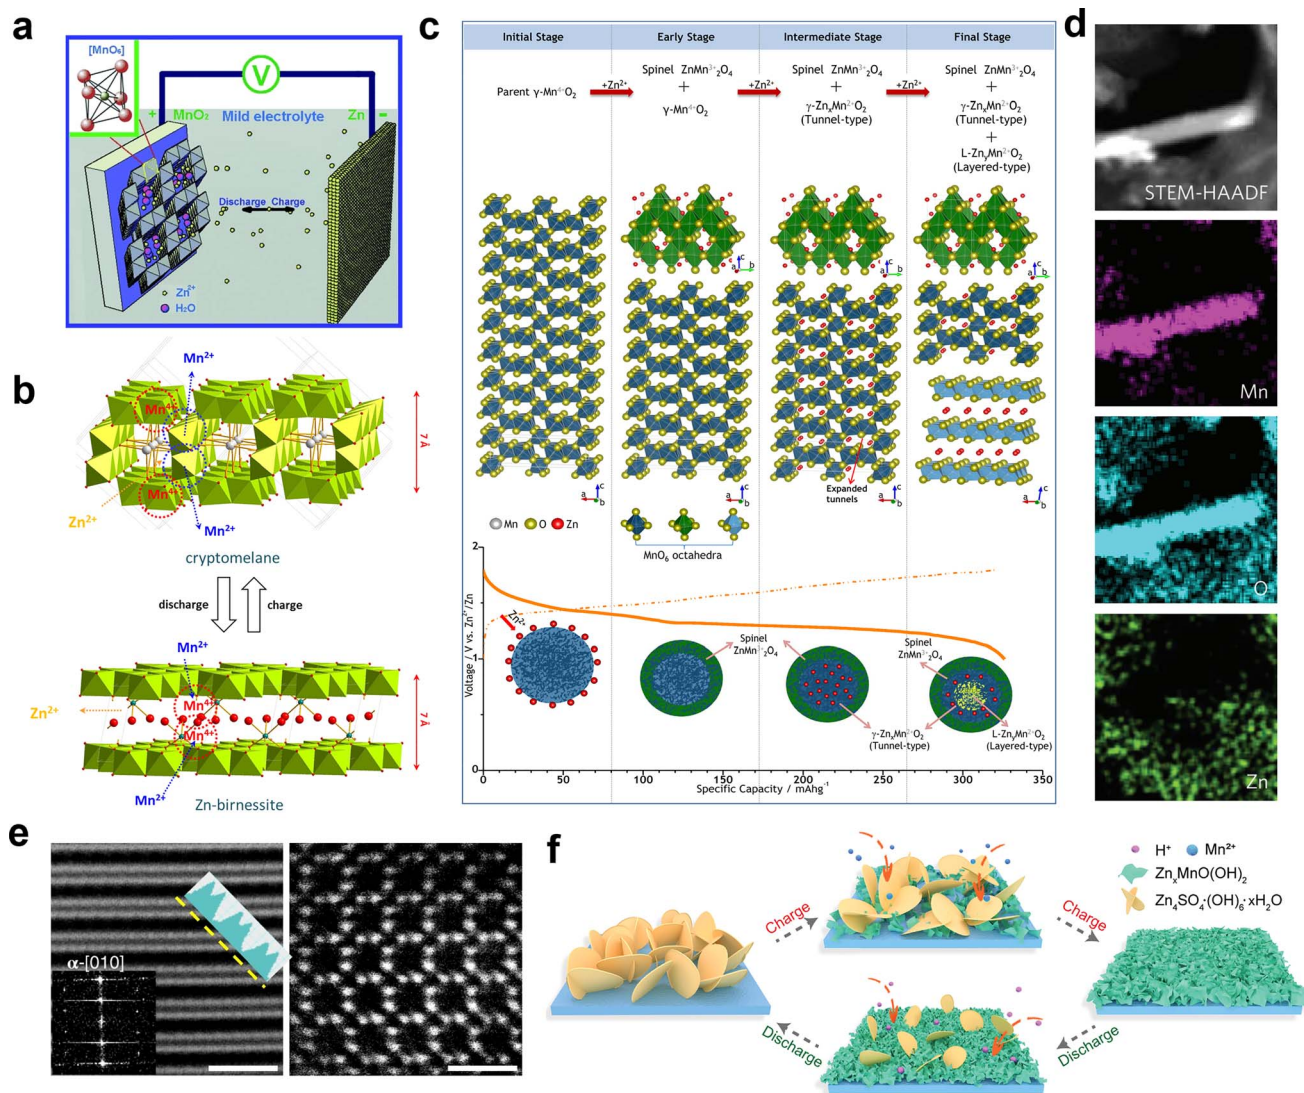 a
[MnO₆]
V
+ MnO₂ Mild electrolyte Zn -
Discharge Charge
Zn²⁺
H₂O
b
Mn²⁺
Mn⁴⁺
7 Å
Mn⁴⁺
Zn²⁺
Mn²⁺
cryptomelane
discharge
charge
Mn²⁺
Zn²⁺
Mn⁴⁺
Mn⁴⁺
7 Å
Mn²⁺
Zn-birnessite
c
Initial Stage
Early Stage
Intermediate Stage
Final Stage
Parent γ-Mn⁴⁺O₂
+Zn²⁺
Spinel ZnMn³⁺₂O₄
+
γ-Mn⁴⁺O₂
+Zn²⁺
Spinel ZnMn³⁺₂O₄
+
γ-ZnₓMn²⁺O₂
(Tunnel-type)
+Zn²⁺
Spinel ZnMn³⁺₂O₄
+
γ-ZnₓMn²⁺O₂
(Tunnel-type)
+
L-ZnᵧMn²⁺O₂
(Layered-type)
c
a
b
c
a
b
c
a
b
Expanded
tunnels
c
a
b
c
a
b
c
a
b
c
a
b
Mn O Zn
MnO₆ octahedra
2
1
0
Voltage / V vs. Zn²⁺/Zn
Zn²⁺
Spinel
ZnMn³⁺₂O₄
Spinel
ZnMn³⁺₂O₄
γ-ZnₓMn²⁺O₂
(Tunnel-type)
L-ZnᵧMn²⁺O₂
(Layered-type)
0 50 100 150 200 250 300 350
Specific Capacity / mAhg⁻¹
d
STEM-HAADF
Mn
O
Zn
e
α-[010]
f
Charge
Charge
Discharge
Discharge
H⁺ Mn²⁺
ZnₓMnO(OH)₂
Zn₄SO₄·(OH)₆·xH₂O